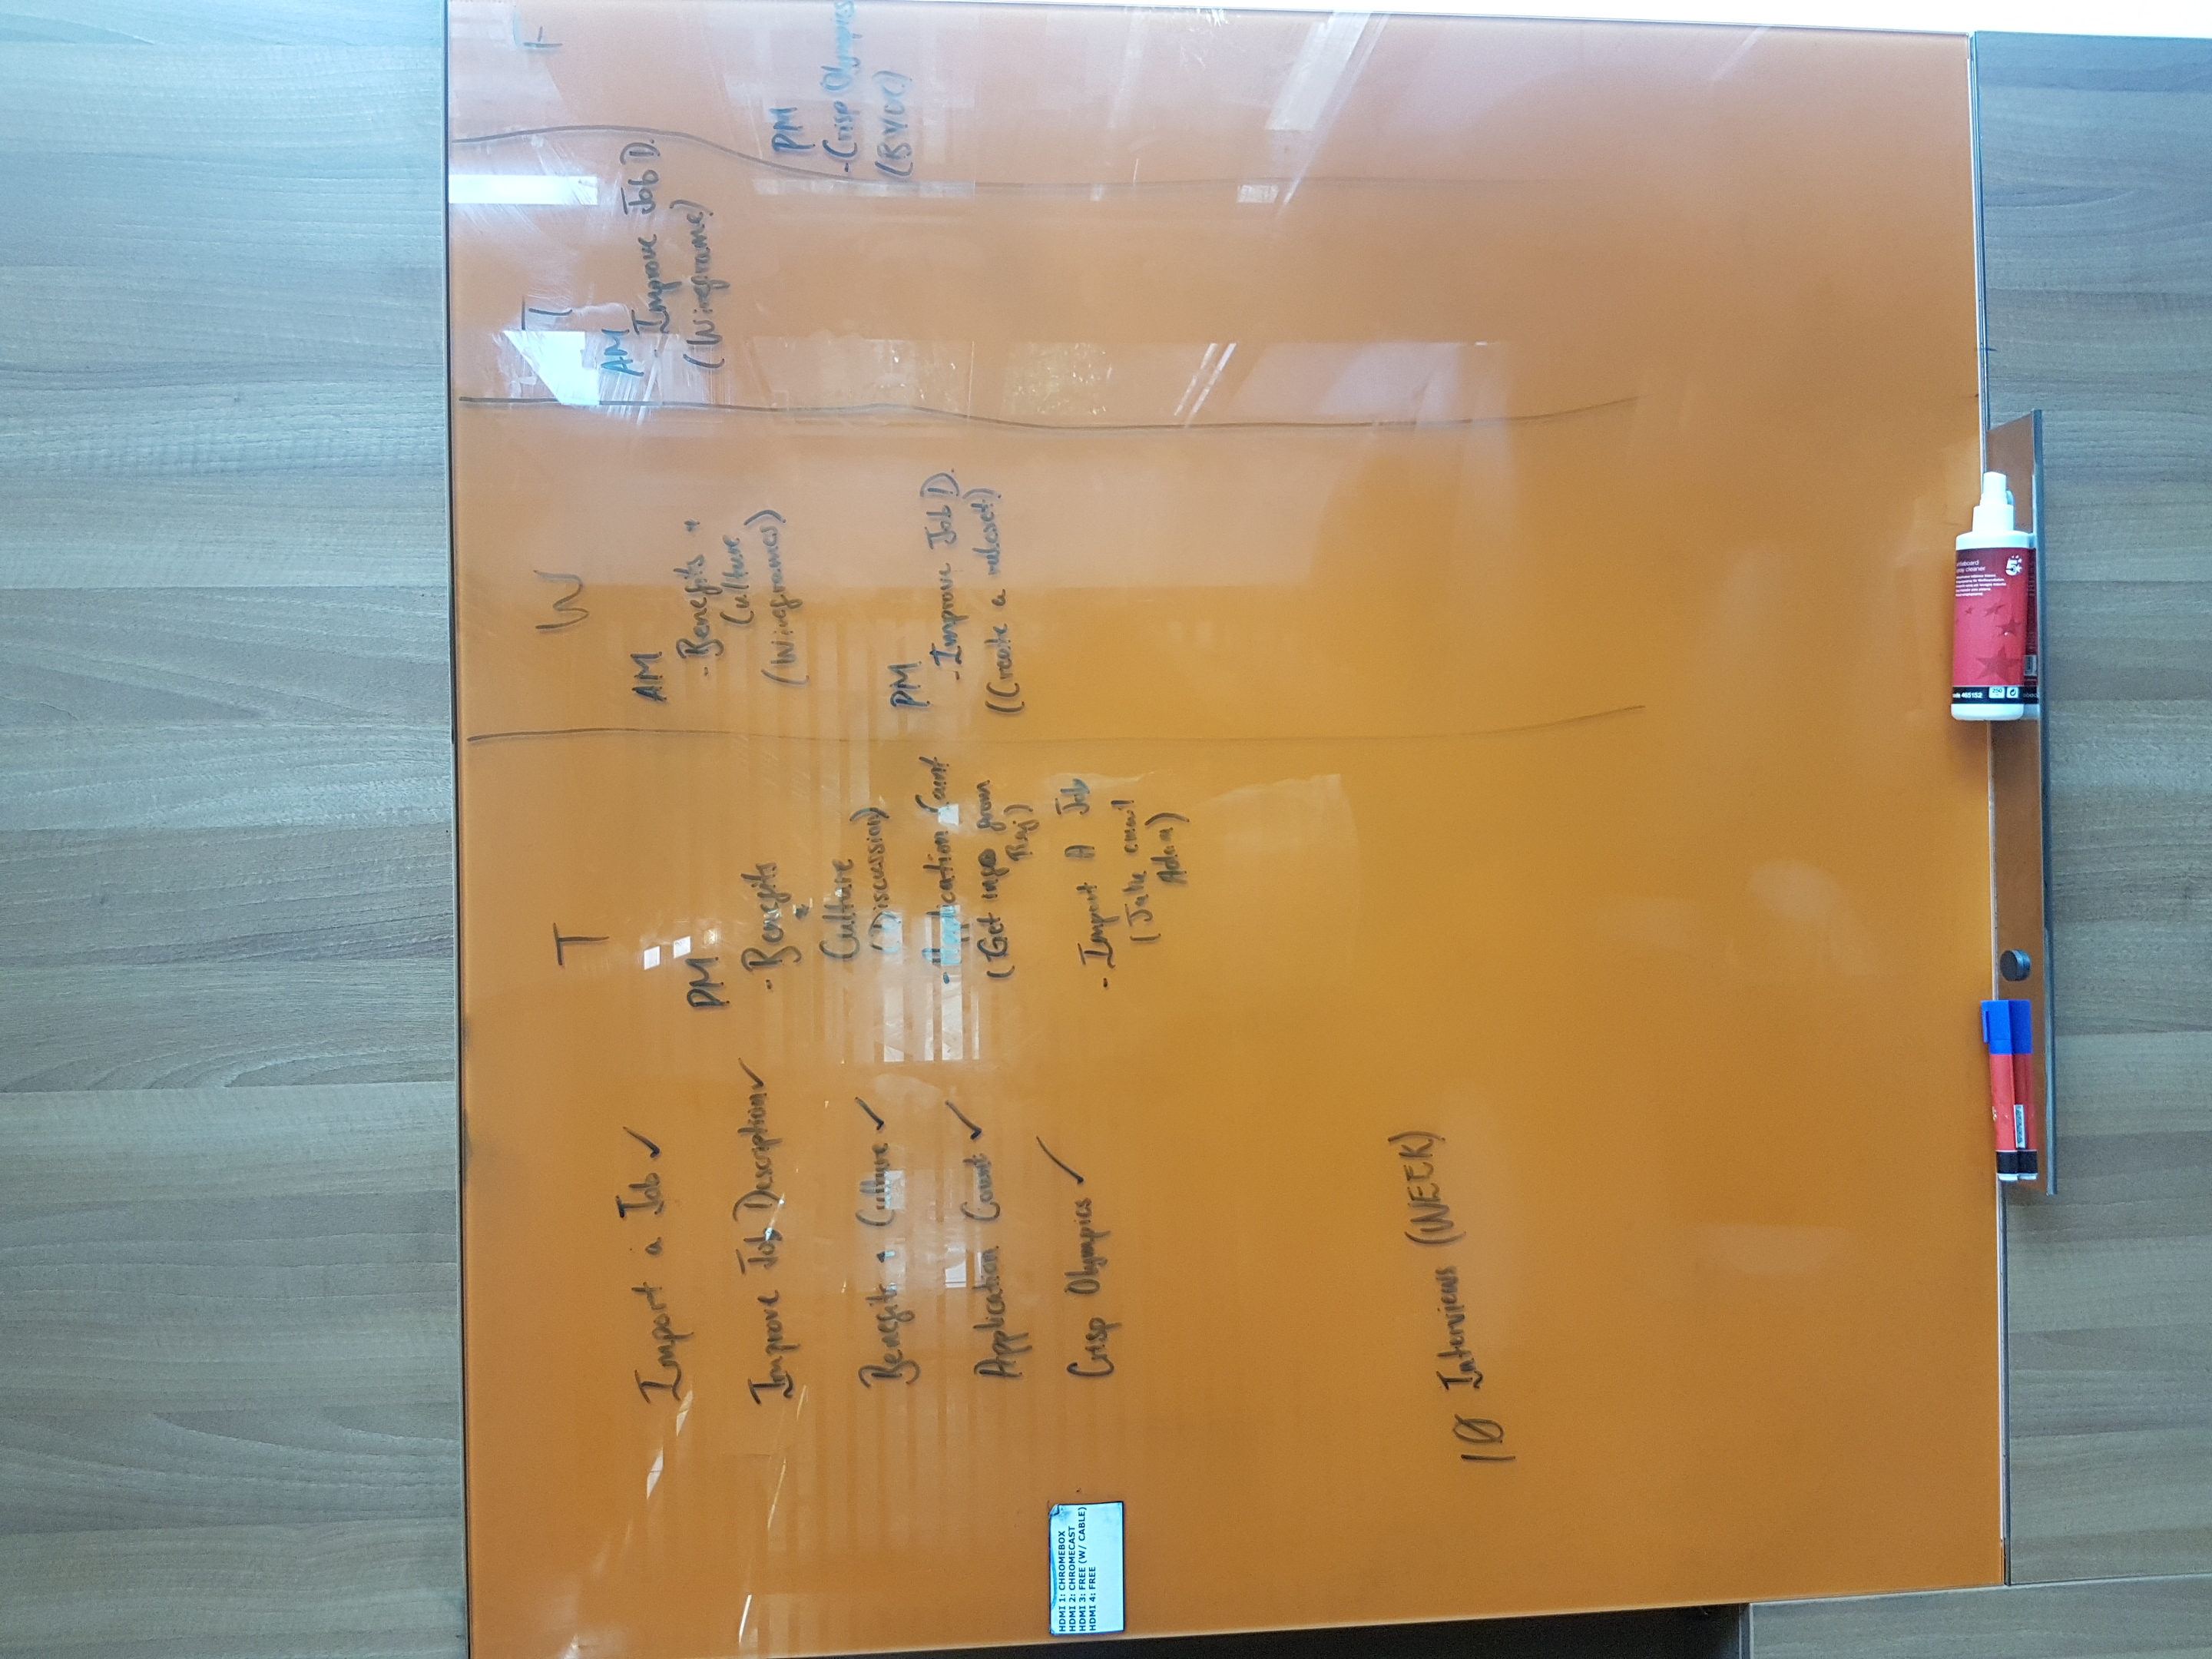 T
W
T
F
Import a Job ✓
Improve Job Description ✓
Benefits + Culture ✓
Application Count ✓
Crisp Olympics ✓
10 Interviews (WEEK)
PM
- Benefits
+
Culture
(Discussion)
- Application Count
(Get info from
Raj)
- Import A Job
(Jake email
Adam)
AM
- Benefits +
Culture
(Wireframes)
PM
- Improve Job D.
(Create a ruleset)
AM
- Improve Job D.
(Wireframe)
PM
- Crisp Olympics
HDMI 1: CHROMEBOX
HDMI 2: CHROMECAST
HDMI 3: FREE (W/ CABLE)
HDMI 4: FREE